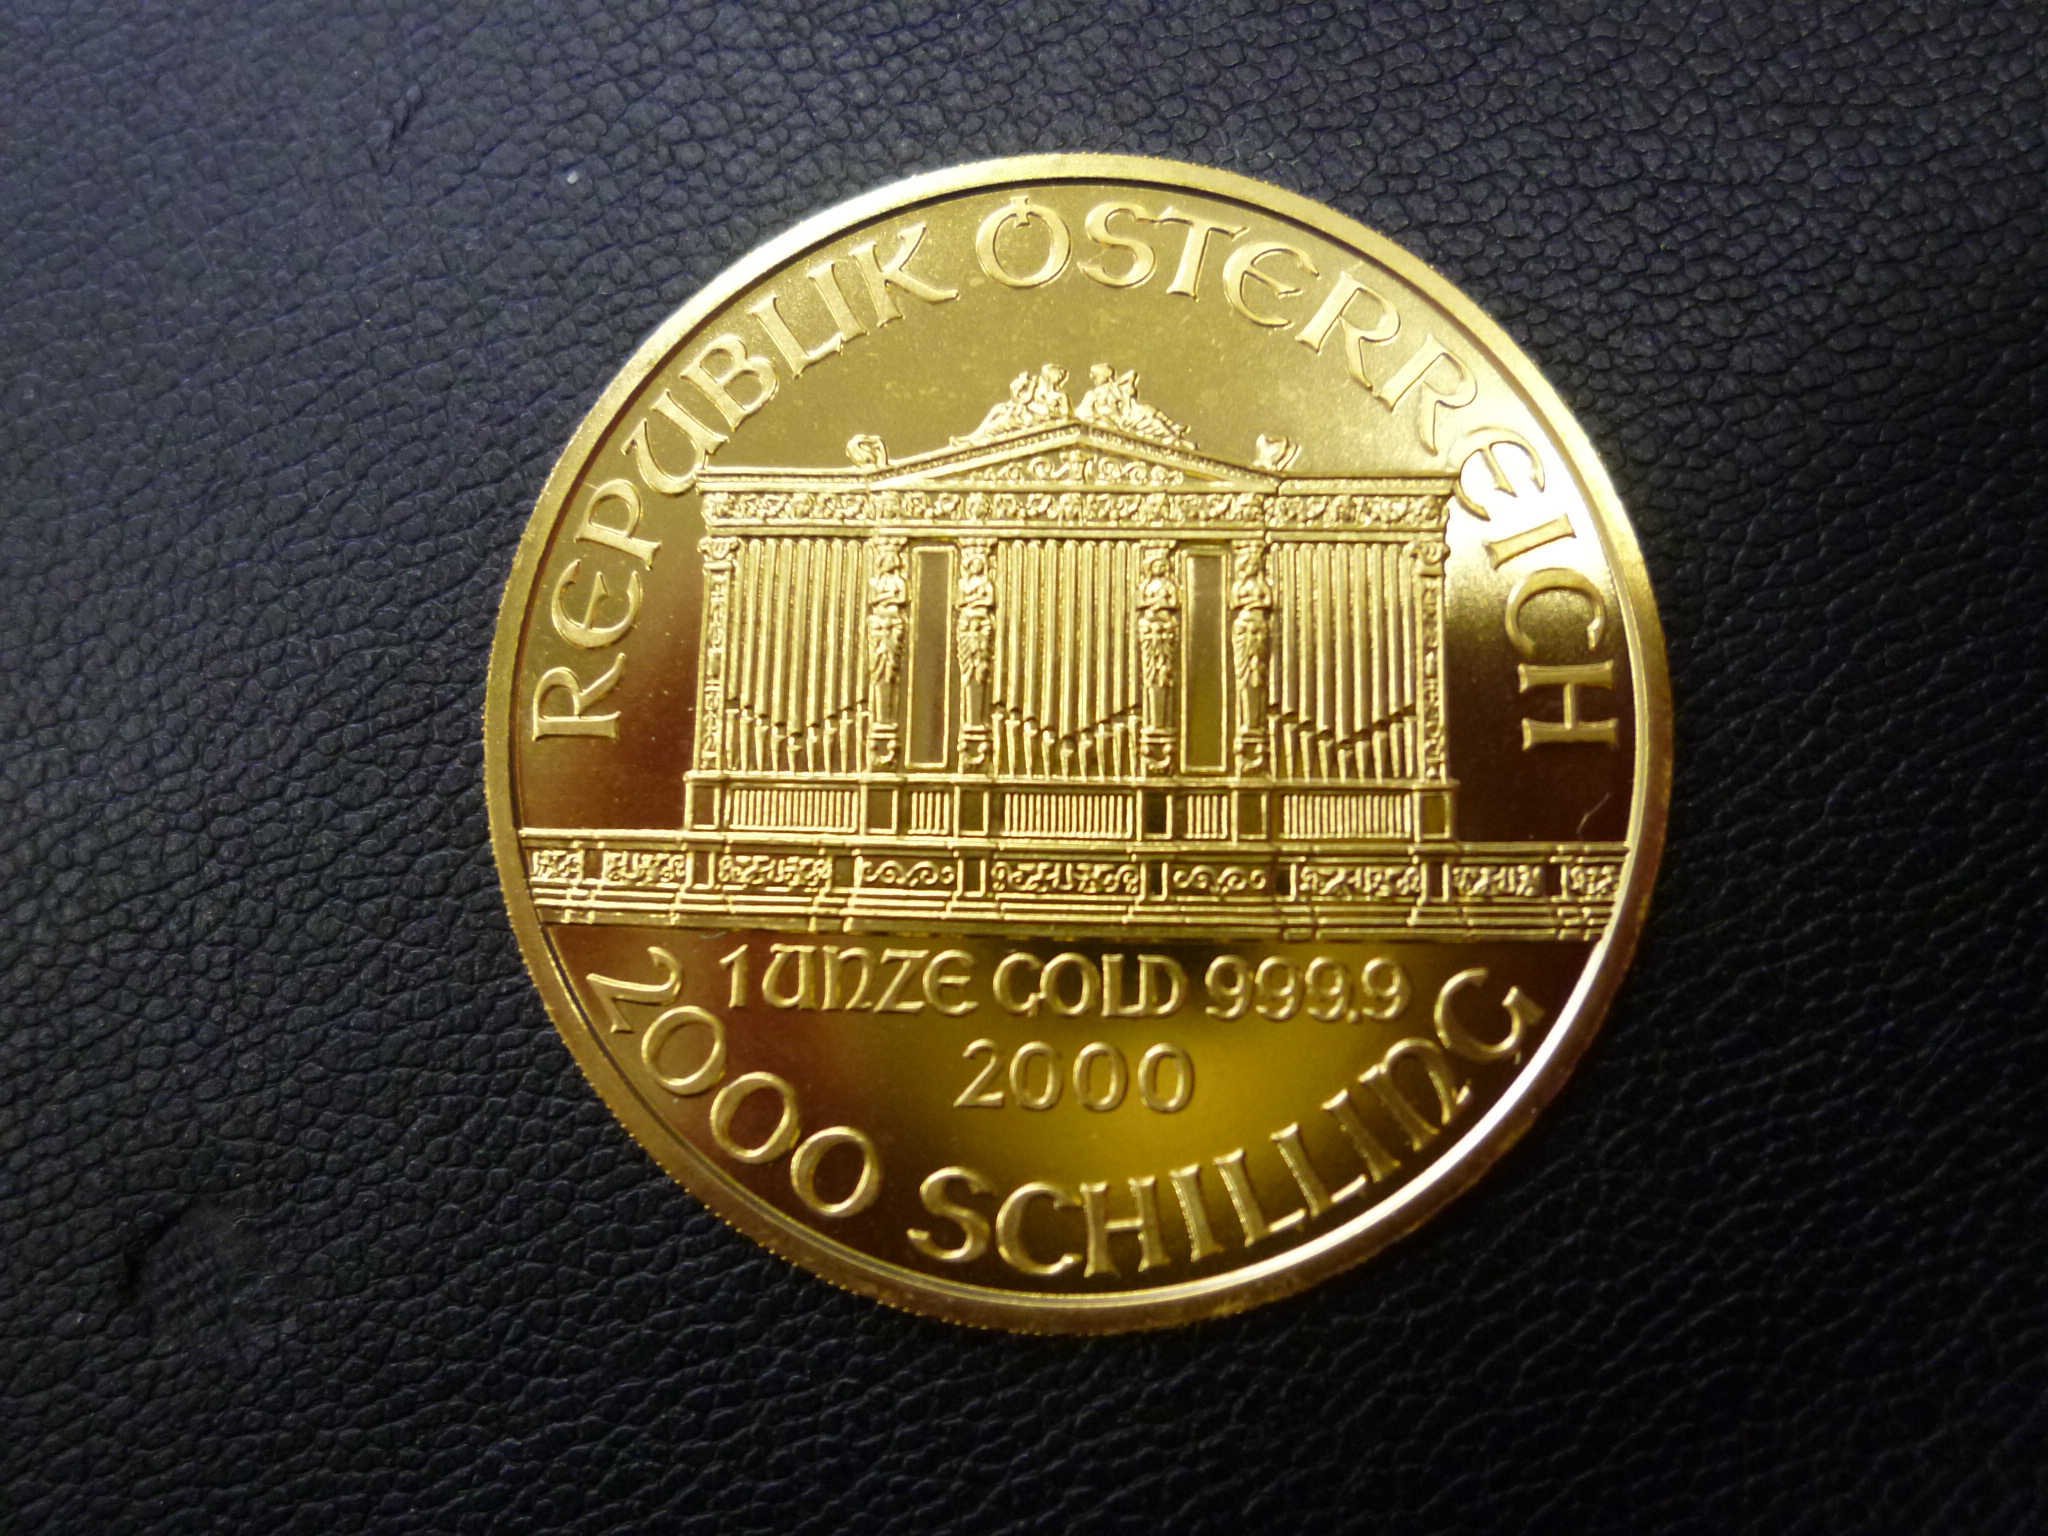 REPUBLIK ÖSTERREICH
1 UNZE GOLD 999.9
2000
2000 SCHILLING